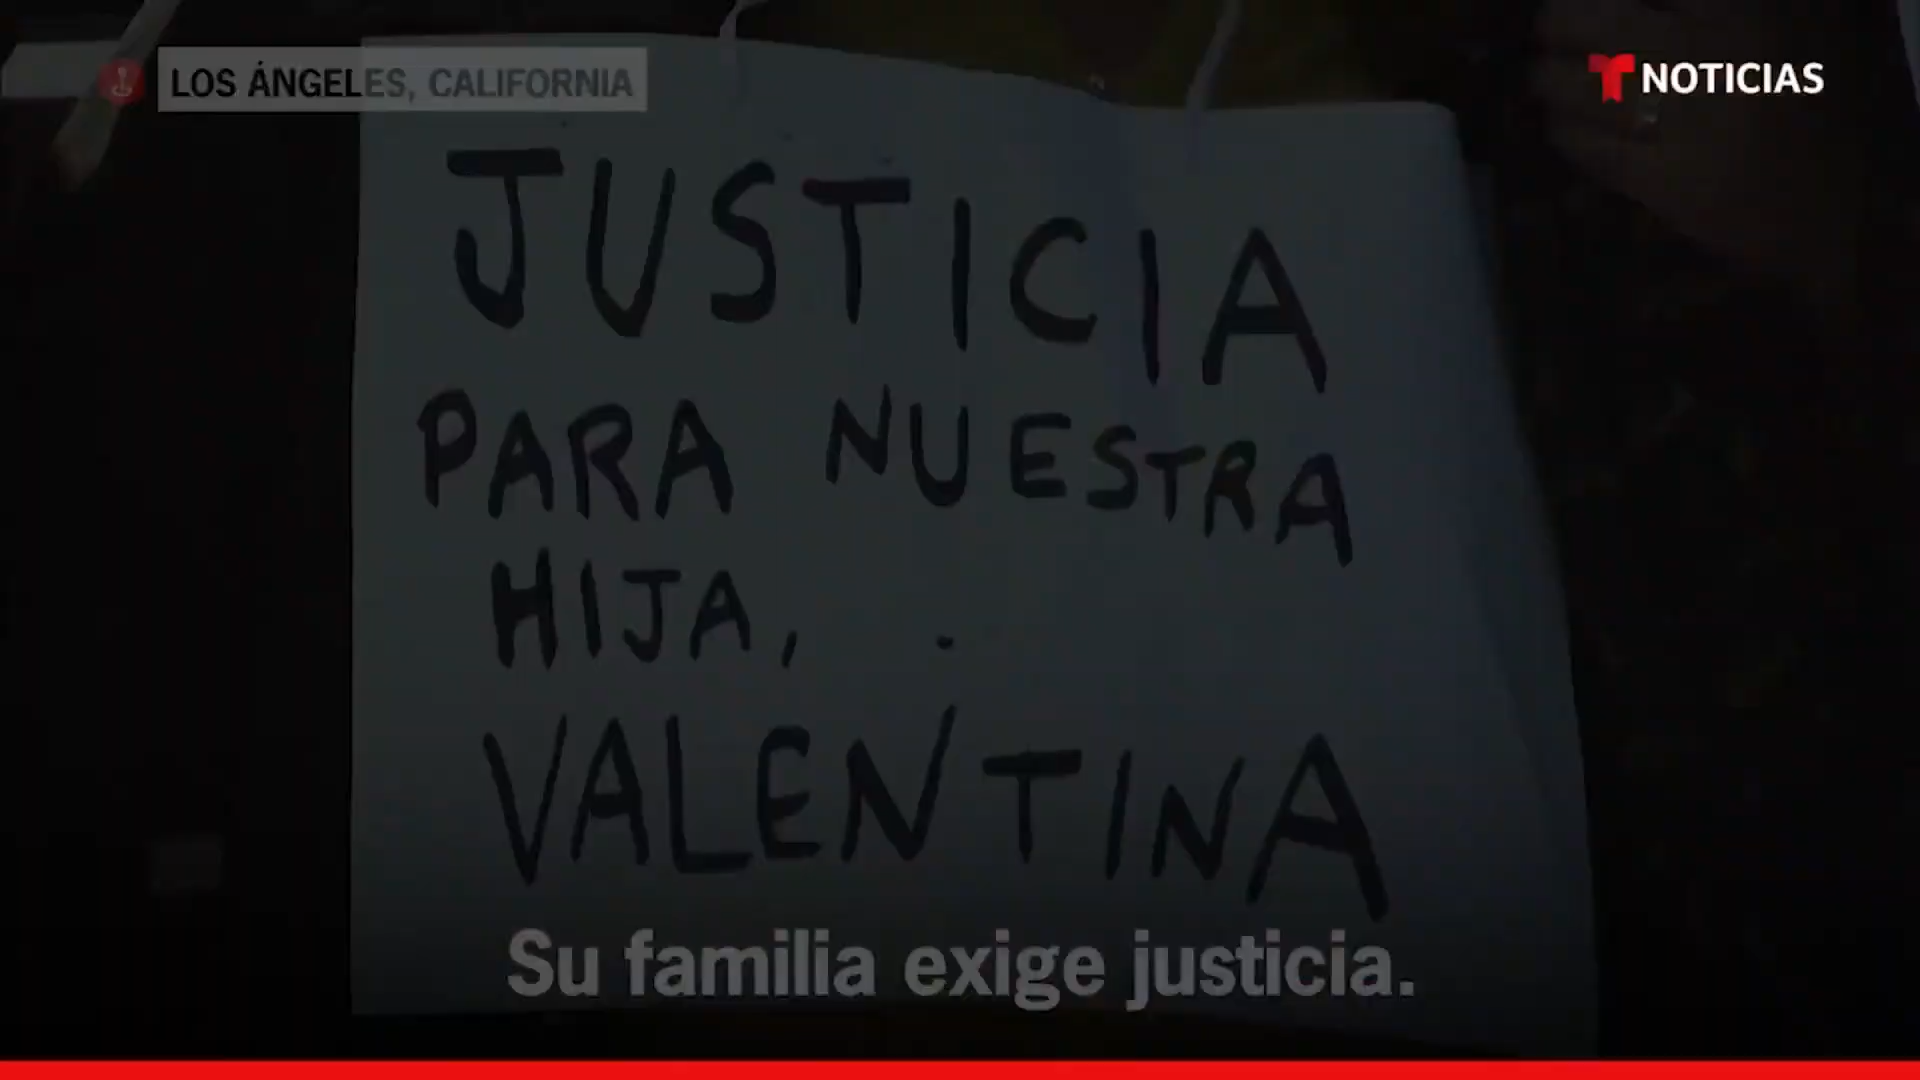 LOS ÁNGELES, CALIFORNIA
NOTICIAS
JUSTICIA
PARA NUESTRA
HIJA,
VALENTINA
Su familia exige justicia.